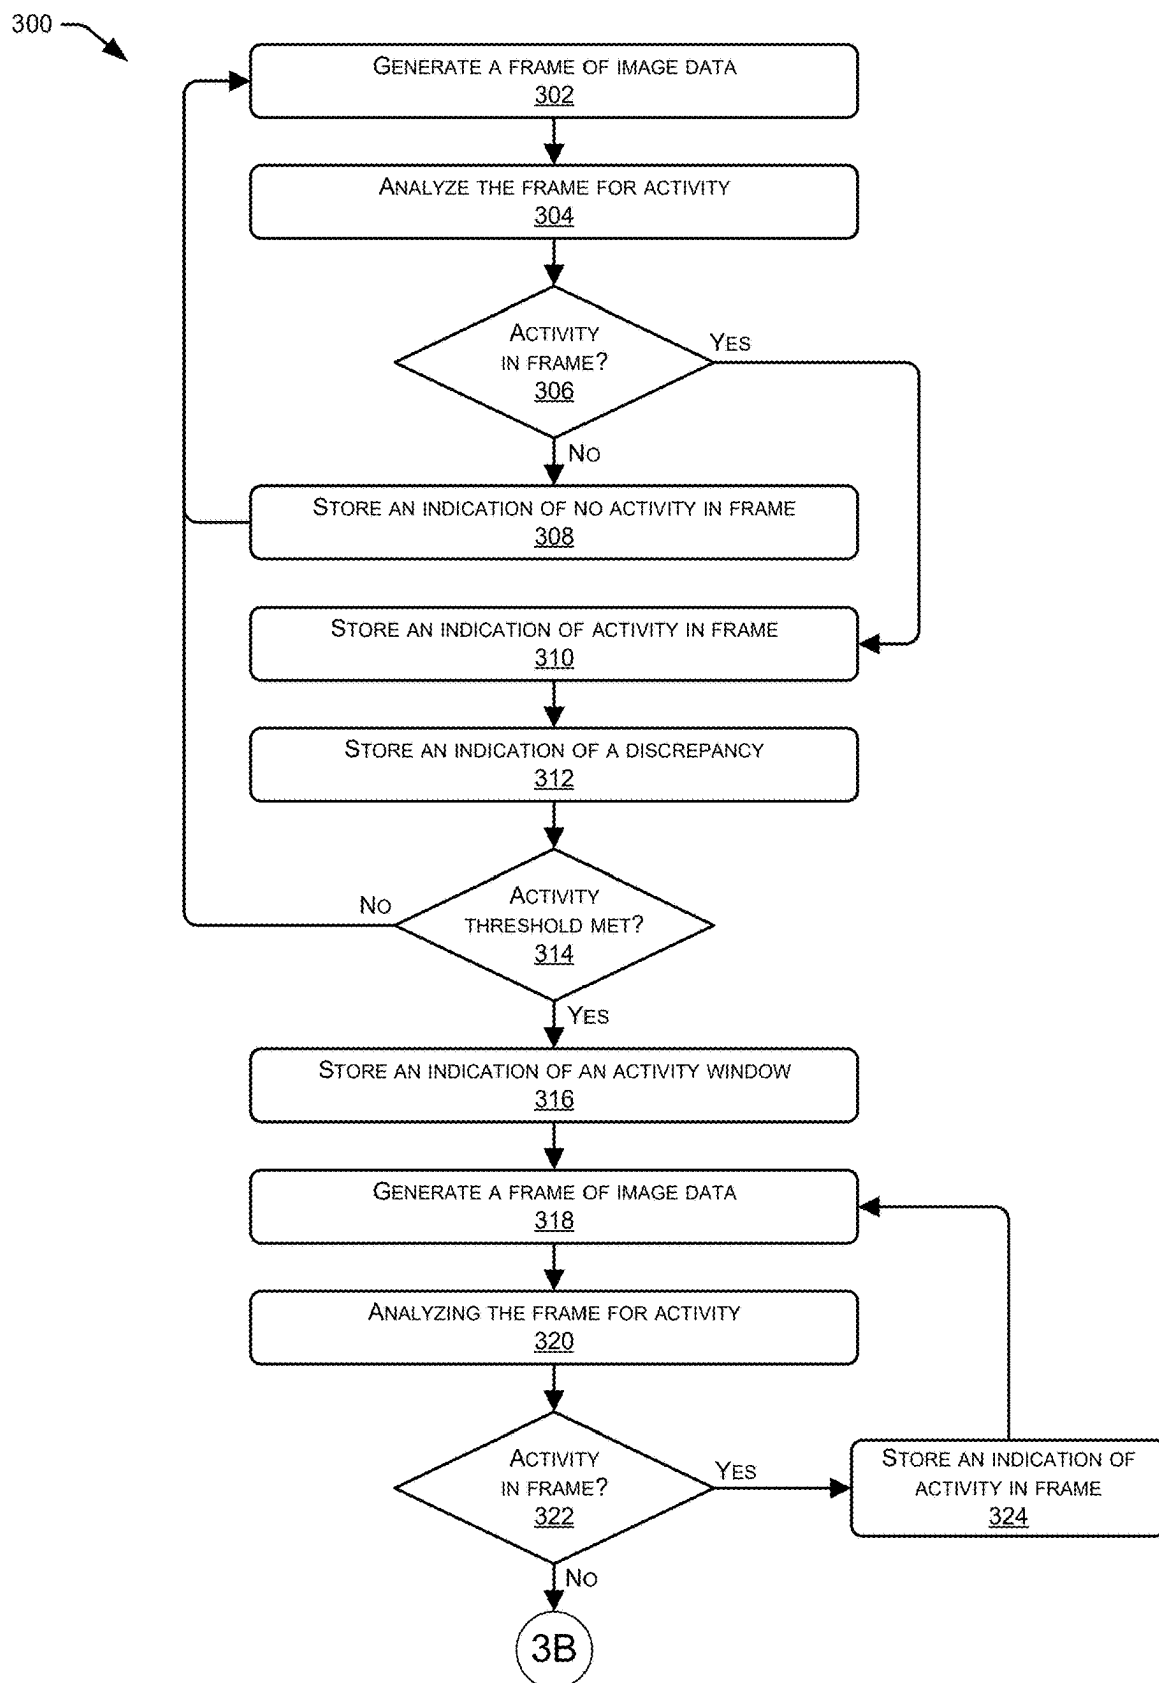 300
GENERATE A FRAME OF IMAGE DATA
302
ANALYZE THE FRAME FOR ACTIVITY
304
ACTIVITY
IN FRAME?
306
YES
NO
STORE AN INDICATION OF NO ACTIVITY IN FRAME
308
STORE AN INDICATION OF ACTIVITY IN FRAME
310
STORE AN INDICATION OF A DISCREPANCY
312
ACTIVITY
THRESHOLD MET?
314
NO
YES
STORE AN INDICATION OF AN ACTIVITY WINDOW
316
GENERATE A FRAME OF IMAGE DATA
318
ANALYZING THE FRAME FOR ACTIVITY
320
ACTIVITY
IN FRAME?
322
YES
STORE AN INDICATION OF
ACTIVITY IN FRAME
324
NO
3B